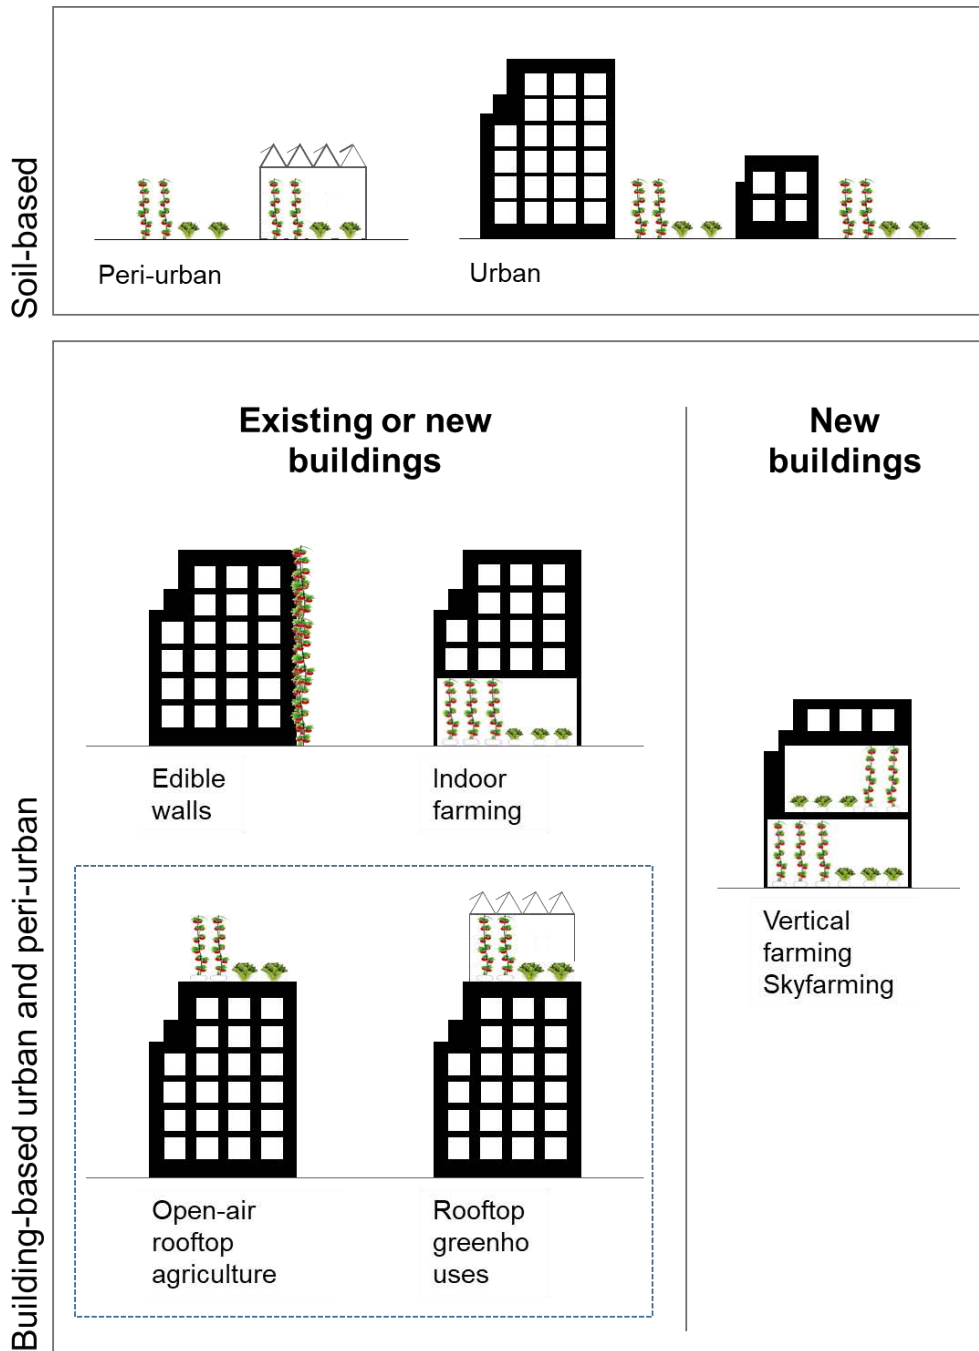 Soil-based
Peri-urban
Urban
Building-based urban and peri-urban
Existing or new
buildings
New
buildings
Edible
walls
Indoor
farming
Vertical
farming
Skyfarming
Open-air
rooftop
agriculture
Rooftop
greenho
uses